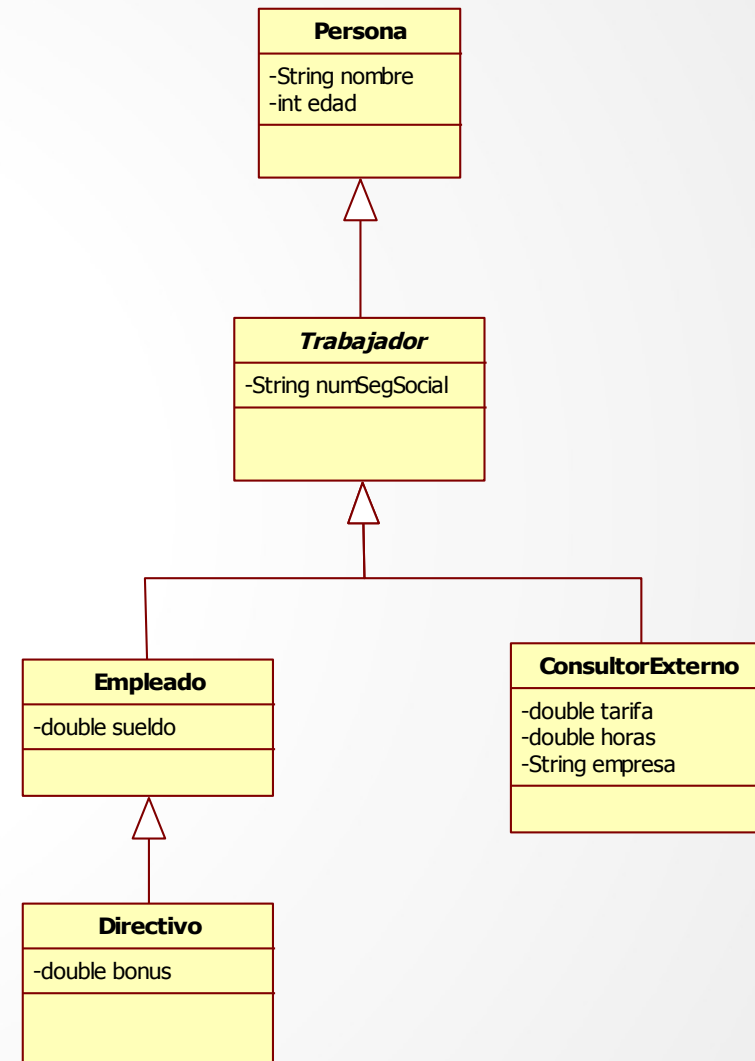 Persona
-String nombre
-int edad
Trabajador
-String numSegSocial
Empleado
-double sueldo
ConsultorExterno
-double tarifa
-double horas
-String empresa
Directivo
-double bonus